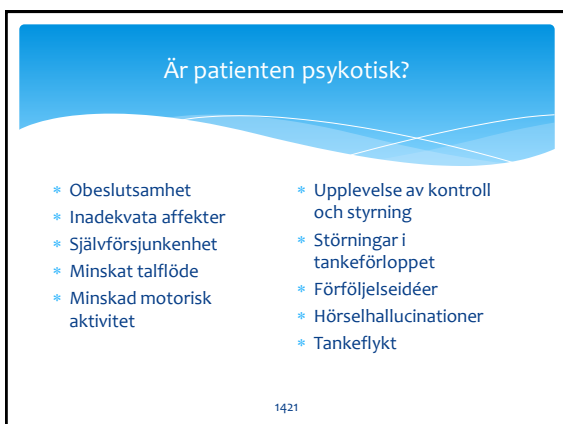 Är patienten psykotisk?
* Obeslutsamhet
* Inadekvata affekter
* Självförsjunkenhet
* Minskat talflöde
* Minskad motorisk
aktivitet
* Upplevelse av kontroll
och styrning
* Störningar i
tankeförloppet
* Förföljelseidéer
* Hörselhallucinationer
* Tankeflykt
1421